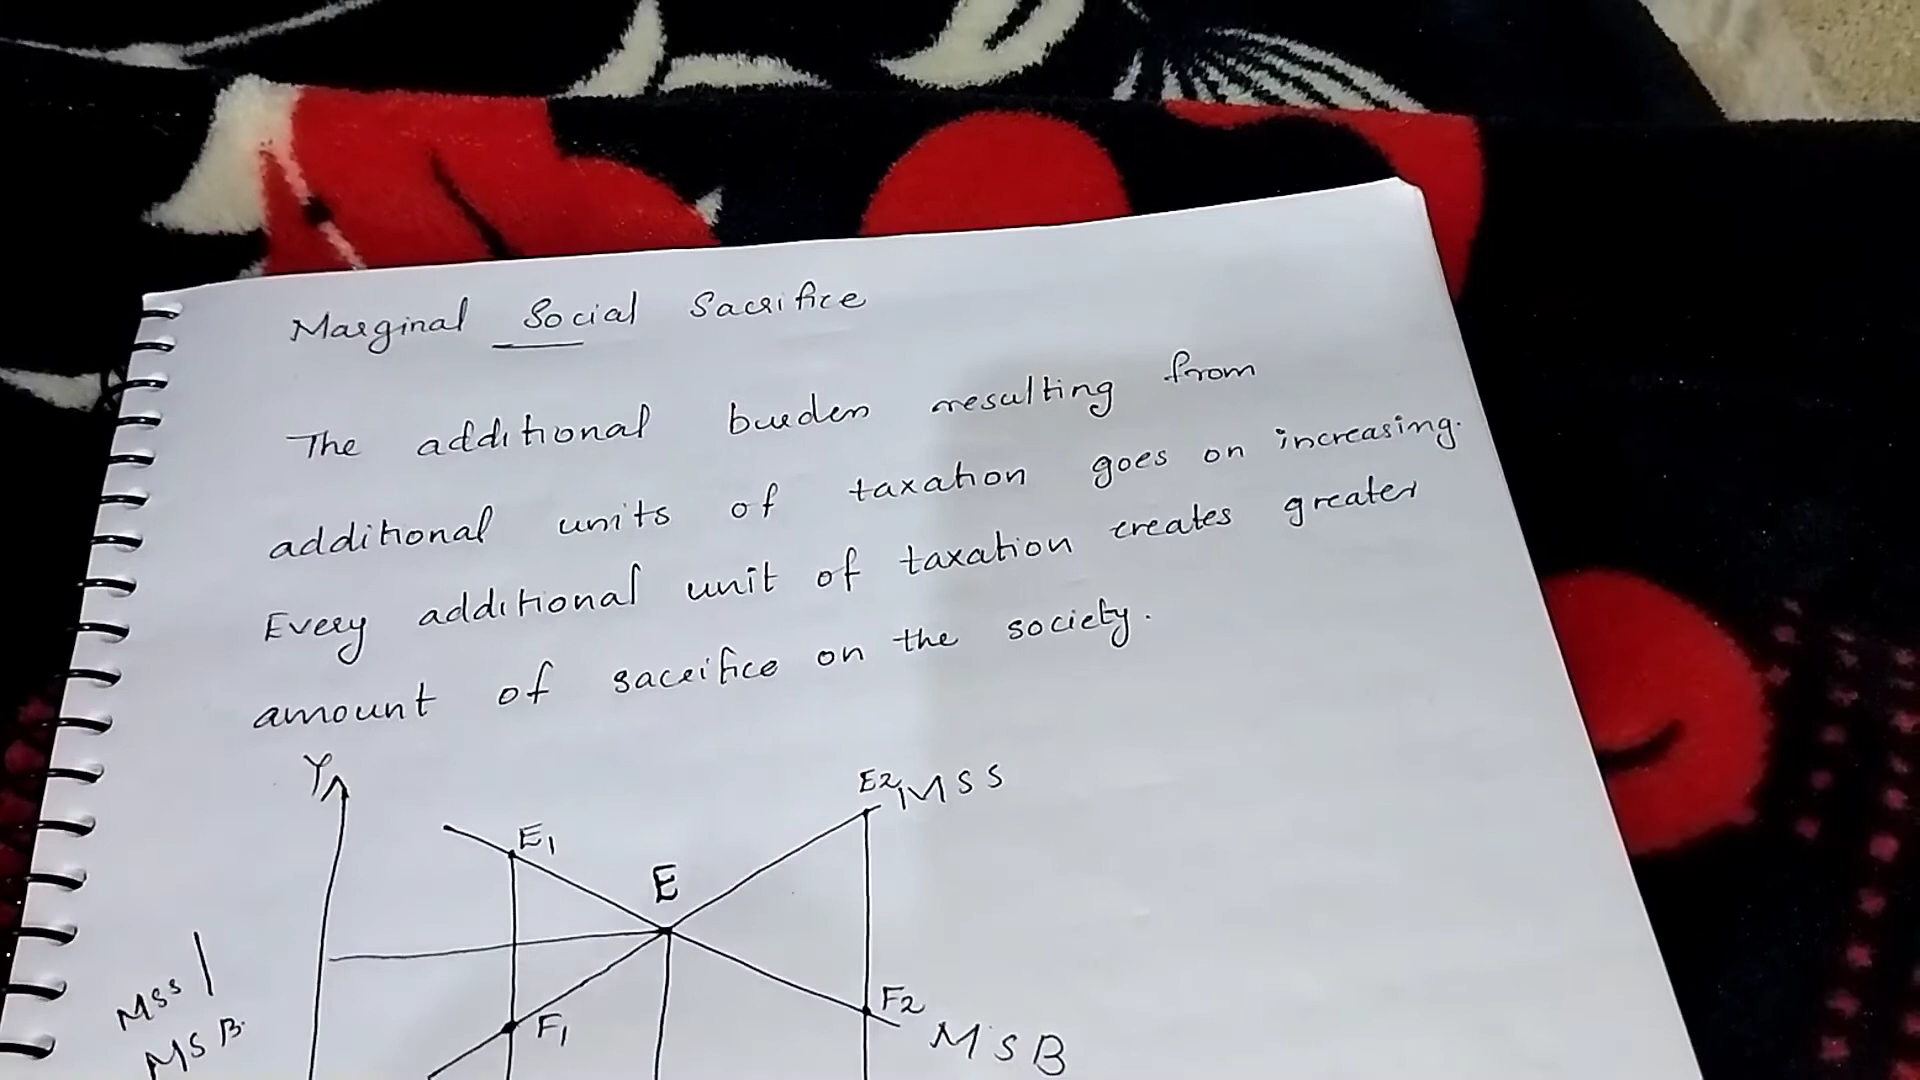 Marginal Social Sacrifice
The additional burden resulting from
additional units of taxation goes on increasing.
Every additional unit of taxation creates greater
amount of sacrifice on the society.
Y
E2 MSS
E1
E
F2
F1
MSB
MSS /
MSB